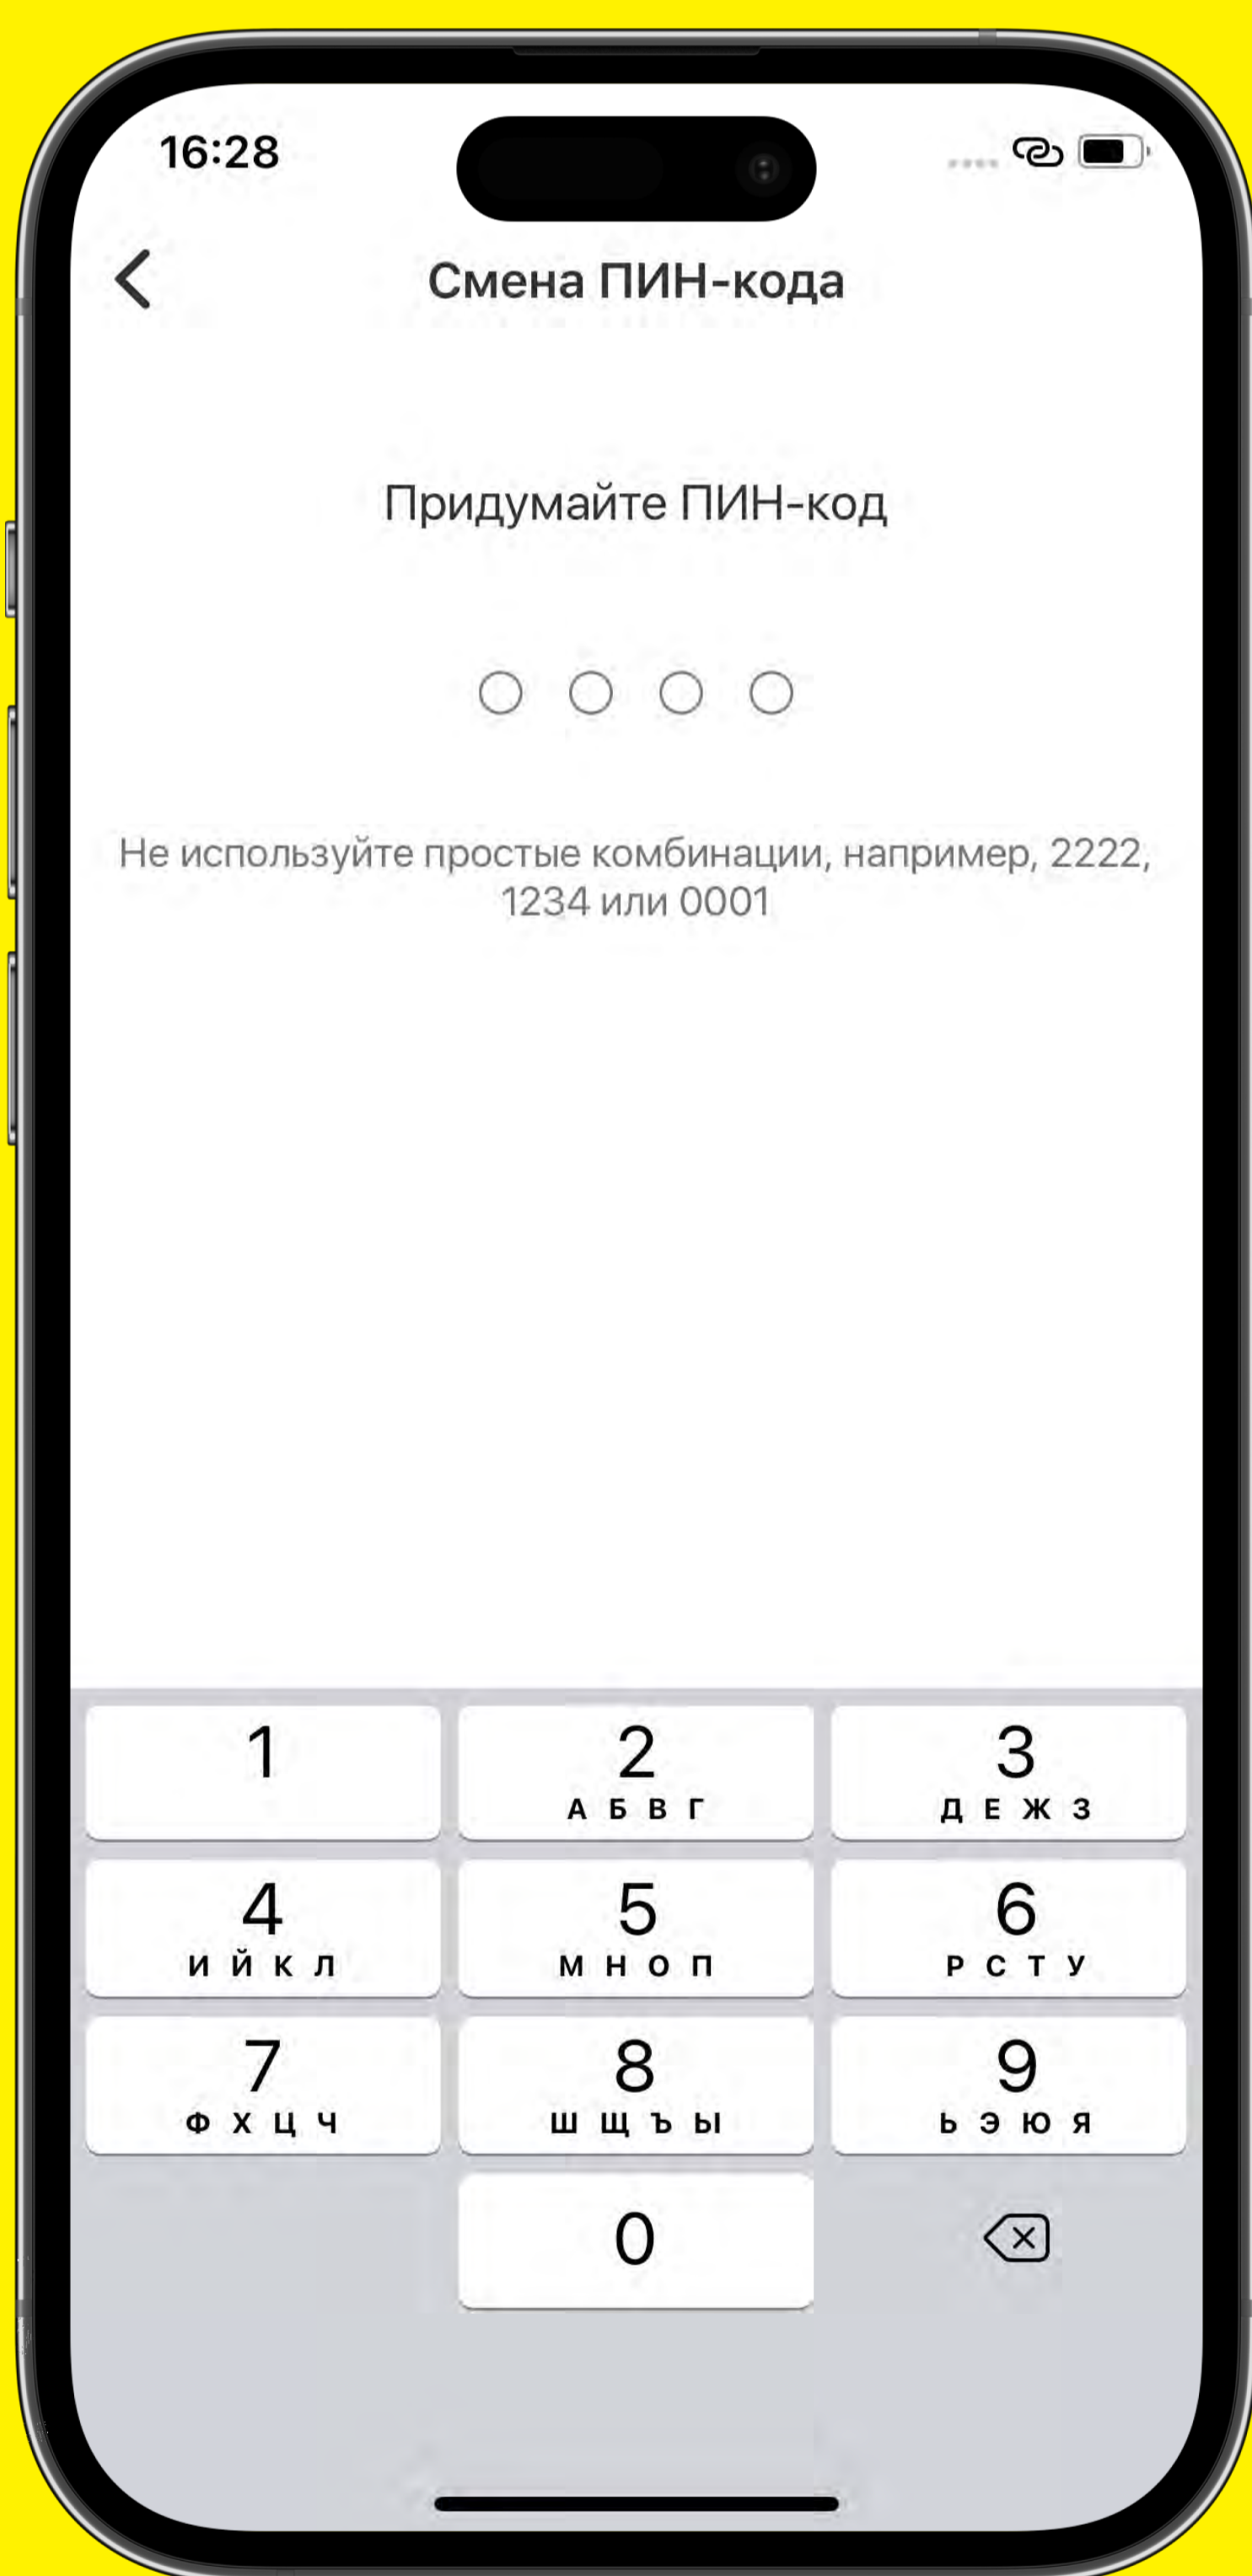 16:28
Смена ПИН-кода
Придумайте ПИН-код
Не используйте простые комбинации, например, 2222,
1234 или 0001
1
2
3
А Б В Г
Д Е Ж З
4
5
6
И Й К Л
М Н О П
Р С Т У
7
8
9
Ф Х Ц Ч
Ш Щ Ъ Ы
Ь Э Ю Я
0